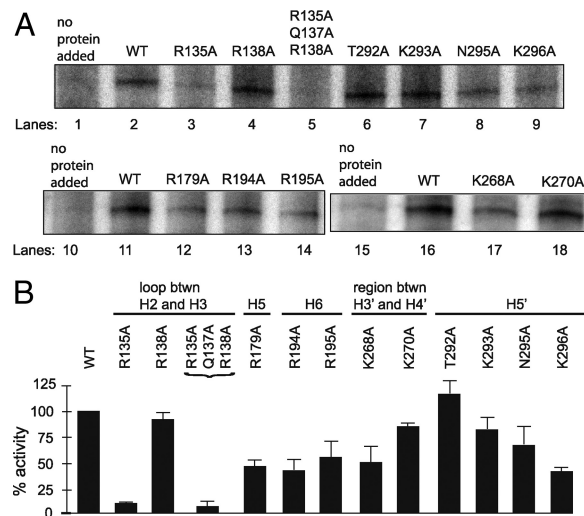 A
no protein added WT R135A R138A R135A Q137A R138A T292A K293A N295A K296A
Lanes: 1 2 3 4 5 6 7 8 9
no protein added WT R179A R194A R195A no protein added WT K268A K270A
Lanes: 10 11 12 13 14 15 16 17 18
B
loop btwn H2 and H3 H5 H6 region btwn H3' and H4' H5'
WT R135A R138A R135A Q137A R138A R179A R194A R195A K268A K270A T292A K293A N295A K296A
% activity
125
100
75
50
25
0